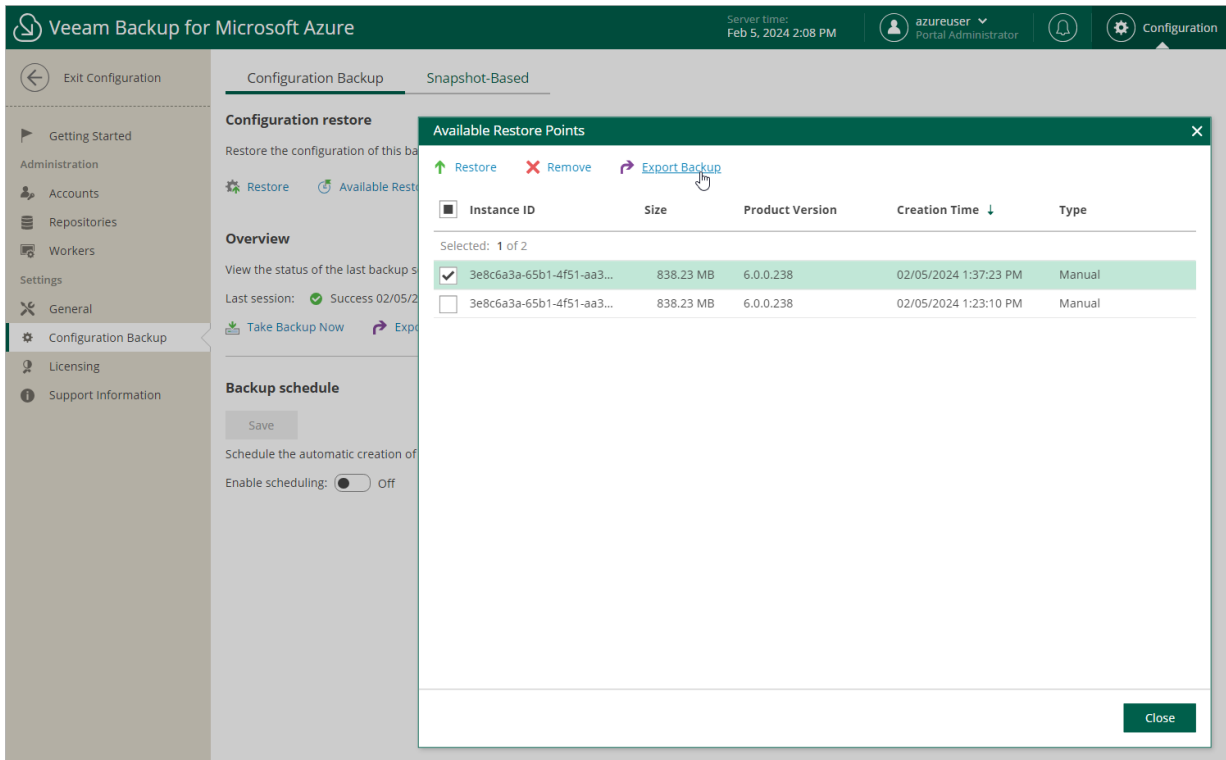 Veeam Backup for Microsoft Azure
Server time:
Feb 5, 2024 2:08 PM
azureuser
Portal Administrator
Configuration
Exit Configuration
Getting Started
Administration
Accounts
Repositories
Workers
Settings
General
Configuration Backup
Licensing
Support Information
Configuration Backup
Snapshot-Based
Configuration restore
Restore the configuration of this ba
Restore
Available Resto
Overview
View the status of the last backup s
Last session: Success 02/05/2
Take Backup Now
Expo
Backup schedule
Save
Schedule the automatic creation of
Enable scheduling: Off
Available Restore Points
Restore
Remove
Export Backup
Instance ID Size Product Version Creation Time Type
Selected: 1 of 2
3e8c6a3a-65b1-4f51-aa3... 838.23 MB 6.0.0.238 02/05/2024 1:37:23 PM Manual
3e8c6a3a-65b1-4f51-aa3... 838.23 MB 6.0.0.238 02/05/2024 1:23:10 PM Manual
Close